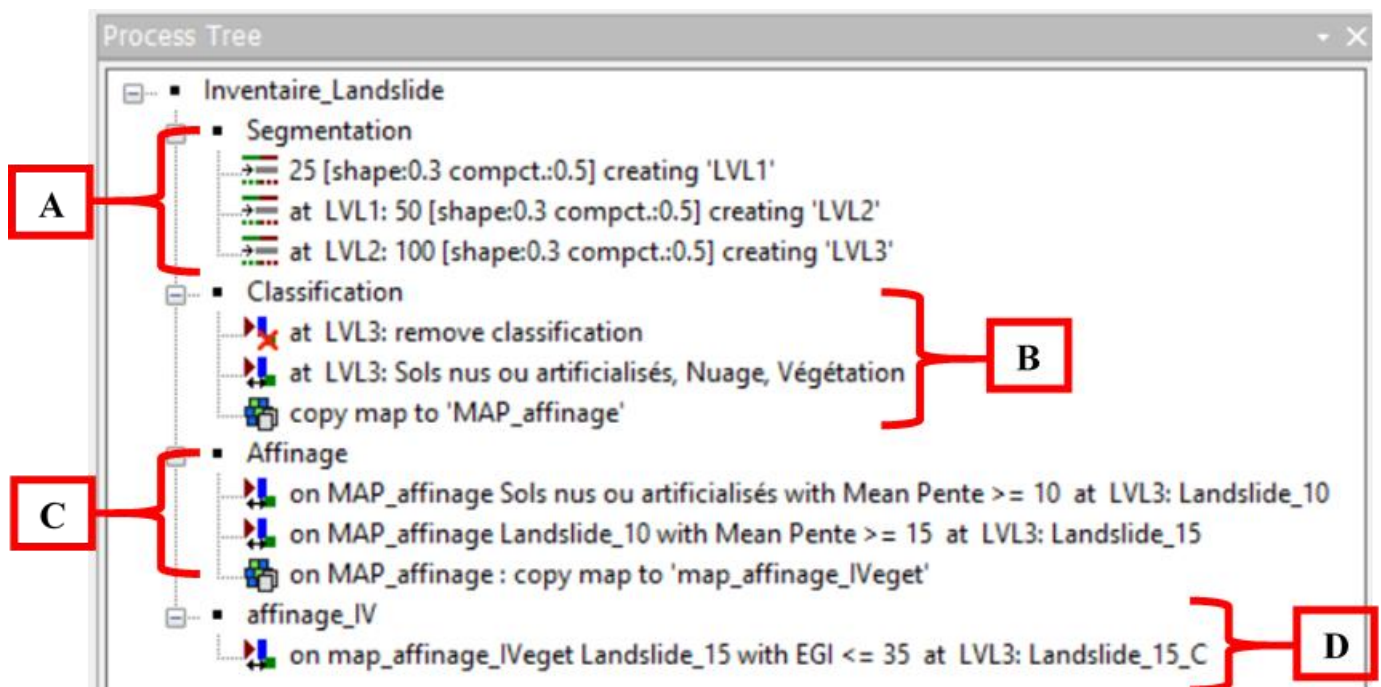 Process Tree
Inventaire_Landslide
Segmentation
25 [shape:0.3 compct.:0.5] creating 'LVL1'
A
at LVL1: 50 [shape:0.3 compct.:0.5] creating 'LVL2'
at LVL2: 100 [shape:0.3 compct.:0.5] creating 'LVL3'
Classification
at LVL3: remove classification
B
at LVL3: Sols nus ou artificialisés, Nuage, Végétation
copy map to 'MAP_affinage'
Affinage
on MAP_affinage Sols nus ou artificialisés with Mean Pente >= 10 at LVL3: Landslide_10
C
on MAP_affinage Landslide_10 with Mean Pente >= 15 at LVL3: Landslide_15
on MAP_affinage : copy map to 'map_affinage_IVeget'
affinage_IV
on map_affinage_IVeget Landslide_15 with EGI <= 35 at LVL3: Landslide_15_C
D